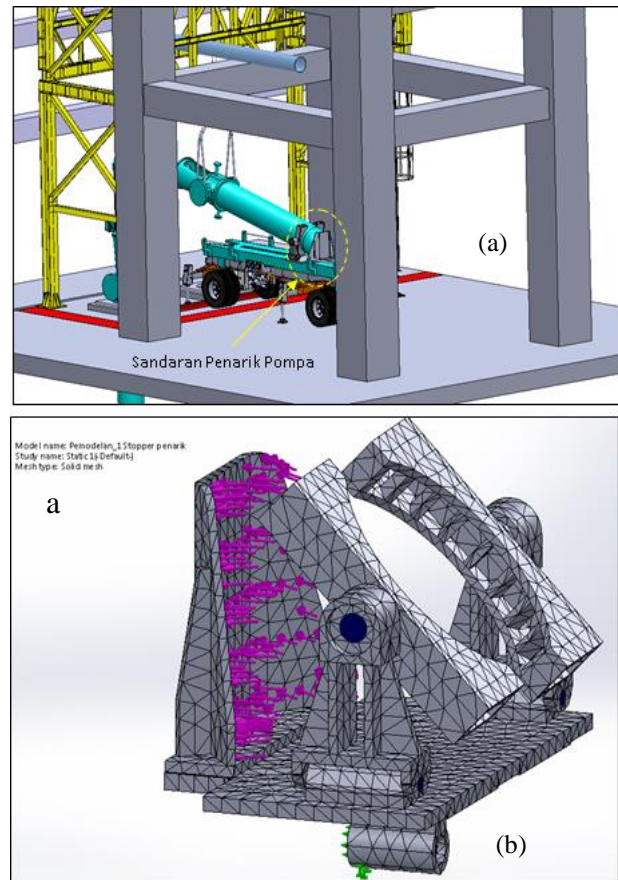 (a)
Sandaran Penarik Pompa
Model name: Pemodelan_1 Stopper penarik
Study name: Static 1(-Default-)
Mesh type: Solid mesh
a
(b)